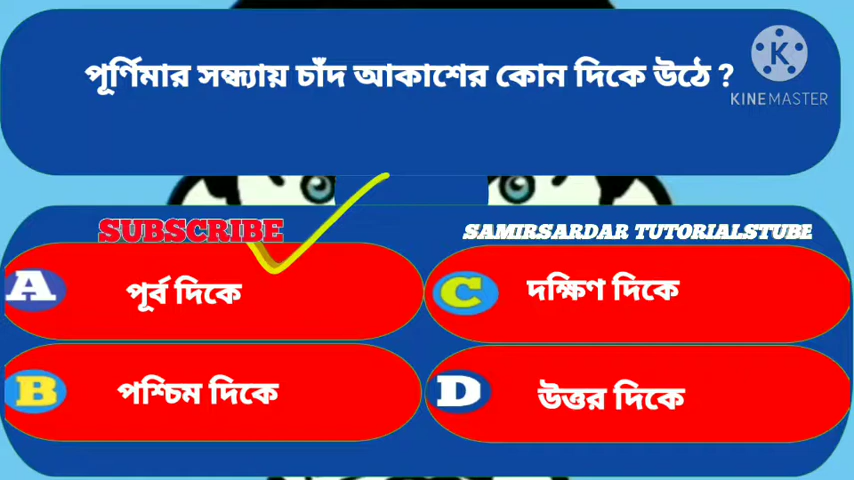 পূর্ণিমার সন্ধ্যায় চাঁদ আকাশের কোন দিকে উঠে ?
K
KINEMASTER
SUBSCRIBE
SAMIRSARDAR TUTORIALSTUBE
A পূর্ব দিকে
C দক্ষিণ দিকে
B পশ্চিম দিকে
D উত্তর দিকে